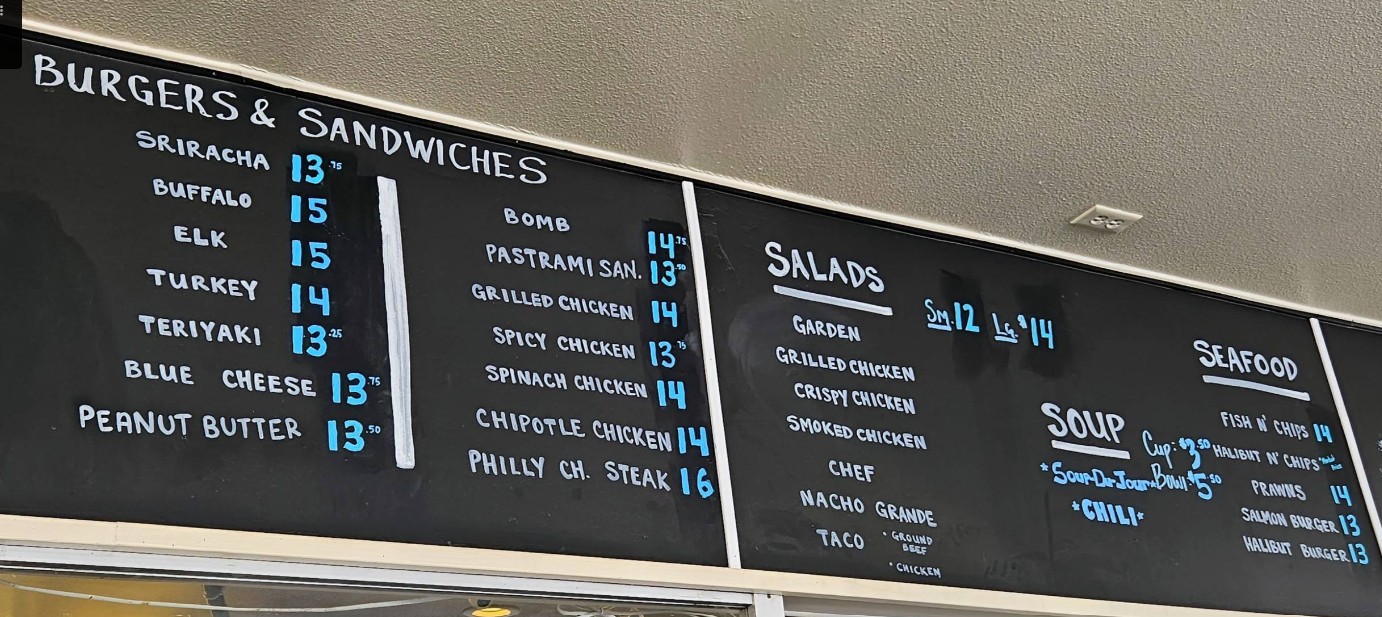 BURGERS & SANDWICHES
SRIRACHA 13.75
BUFFALO 15
ELK 15
TURKEY 14
TERIYAKI 13.25
BLUE CHEESE 13.75
PEANUT BUTTER 13.50
BOMB 14.75
PASTRAMI SAN. 13.50
GRILLED CHICKEN 14
SPICY CHICKEN 13.75
SPINACH CHICKEN 14
CHIPOTLE CHICKEN 14
PHILLY CH. STEAK 16
SALADS
SM. 12 LG. $14
GARDEN
GRILLED CHICKEN
CRISPY CHICKEN
SMOKED CHICKEN
CHEF
NACHO GRANDE
TACO
• GROUND
BEEF
• CHICKEN
SOUP
Cup: $3.50
*Soup-Du-Jour* Bowl $5.50
*CHILI*
SEAFOOD
FISH N' CHIPS 14
HALIBUT N' CHIPS
PRAWNS 14
SALMON BURGER 13
HALIBUT BURGER 13